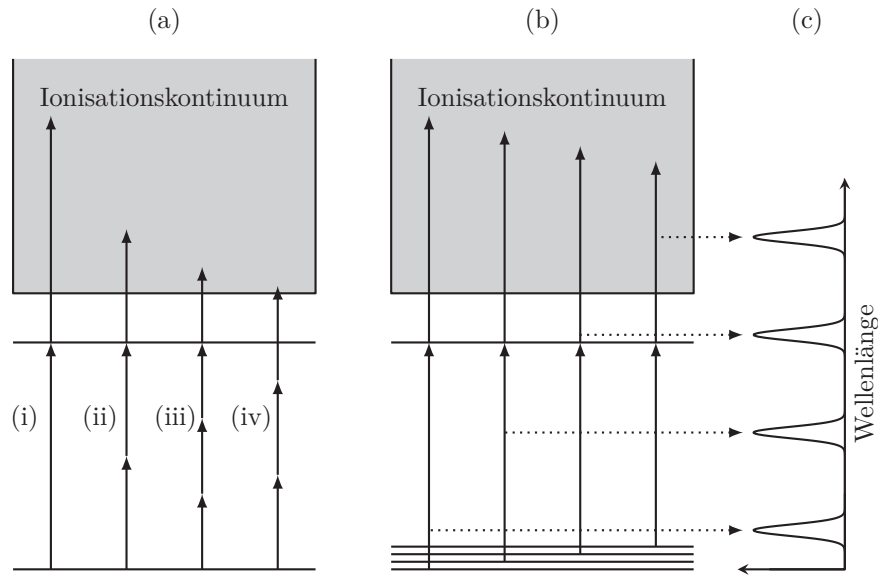 (a)
(b)
(c)
Ionisationskontinuum
Ionisationskontinuum
(i)
(ii)
(iii)
(iv)
Wellenlänge